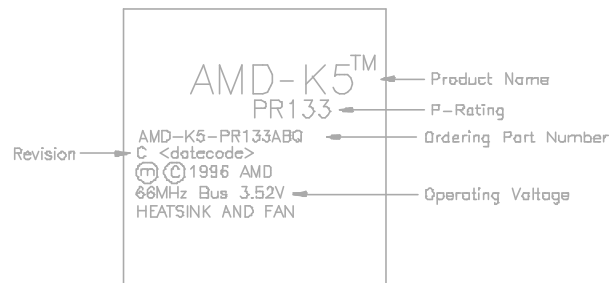 AMD-K5™
Product Name
PR133
P-Rating
AMD-K5-PR133ABQ
Ordering Part Number
Revision
C <datecode>
ⓜ ©1996 AMD
66MHz Bus 3.52V
Operating Voltage
HEATSINK AND FAN